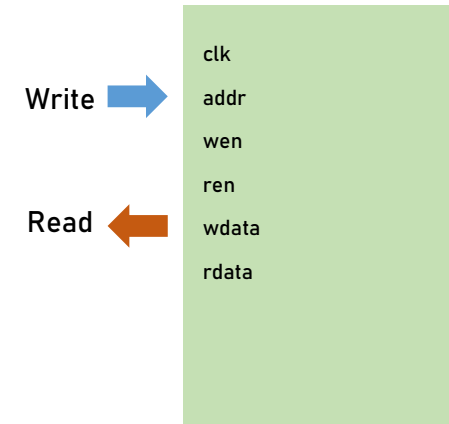 clk
Write
addr
wen
ren
Read
wdata
rdata